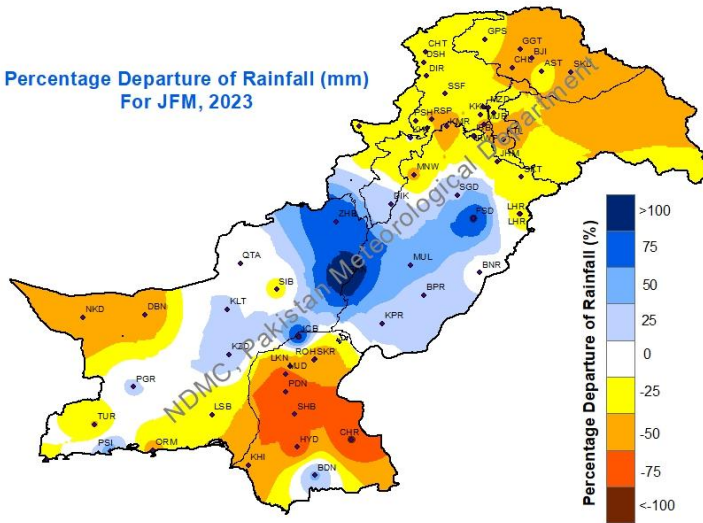 Percentage Departure of Rainfall (mm)
For JFM, 2023
NDMC, Pakistan Meteorological Department
GPS
CHT
GGT
DSH
BJI
CHL
AST
SKD
DIR
SSF
MZD
KKL
PSH
RSP
KMR
JHM
MNW
SKT
DIK
SGD
ZHB
FSD
LHR
LHR
QTA
MUL
BNR
SIB
BPR
NKD
DBN
KLT
KPR
JCB
KZD
LKN
ROH
SKR
MJD
PGR
PDN
TUR
LSB
SHB
PSI
ORM
HYD
CHR
KHI
BDN
Percentage Departure of Rainfall (%)
>100
75
50
25
0
-25
-50
-75
<-100